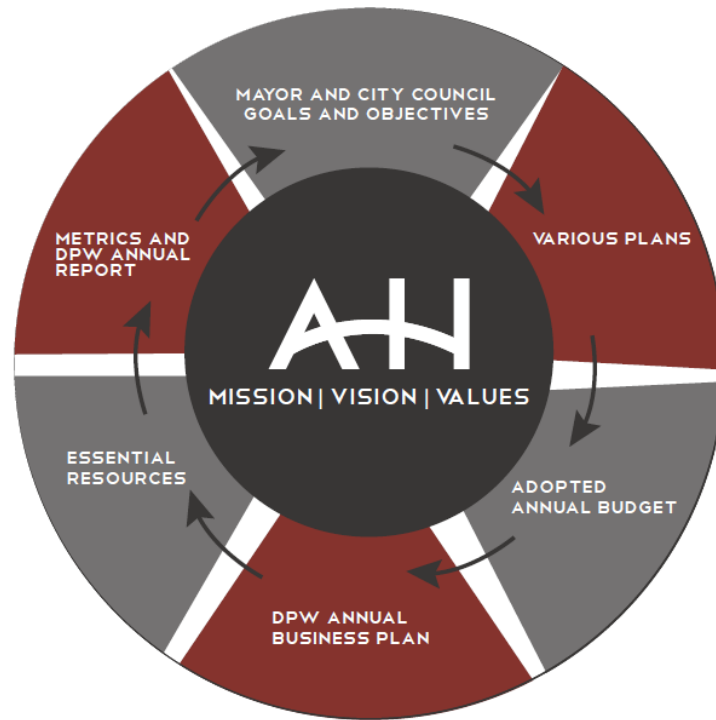 MAYOR AND CITY COUNCIL
GOALS AND OBJECTIVES
VARIOUS PLANS
ADOPTED
ANNUAL BUDGET
DPW ANNUAL
BUSINESS PLAN
ESSENTIAL
RESOURCES
METRICS AND
DPW ANNUAL
REPORT
AH
MISSION | VISION | VALUES